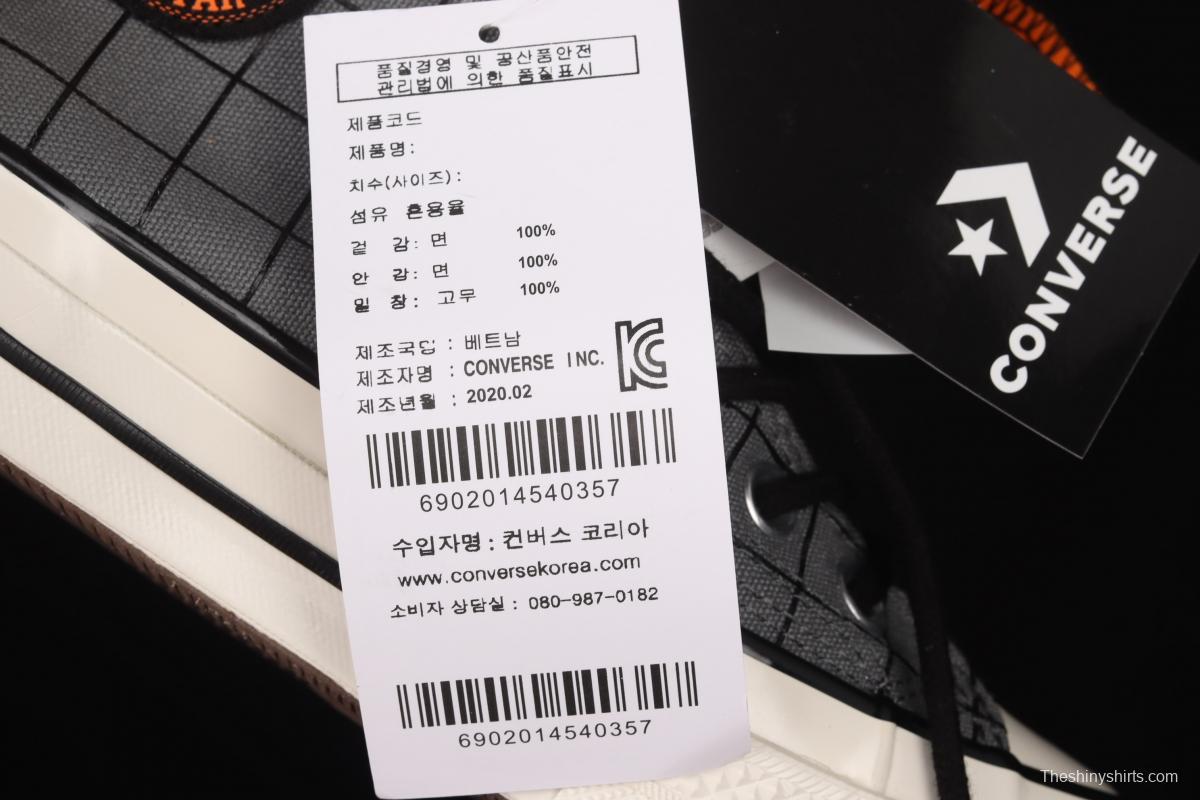 품질경영 및 공산품안전
관리법에 의한 품질표시
제품코드
제품명:
치수(사이즈):
섬유 혼용율
겉 감: 면 100%
안 감: 면 100%
밑 창: 고무 100%
제조국명 : 베트남
제조자명 : CONVERSE INC.
제조년월 : 2020.02
6902014540357
수입자명: 컨버스 코리아
www.conversekorea.com
소비자 상담실 : 080-987-0182
6902014540357
CONVERSE
Theshinyshirts.com